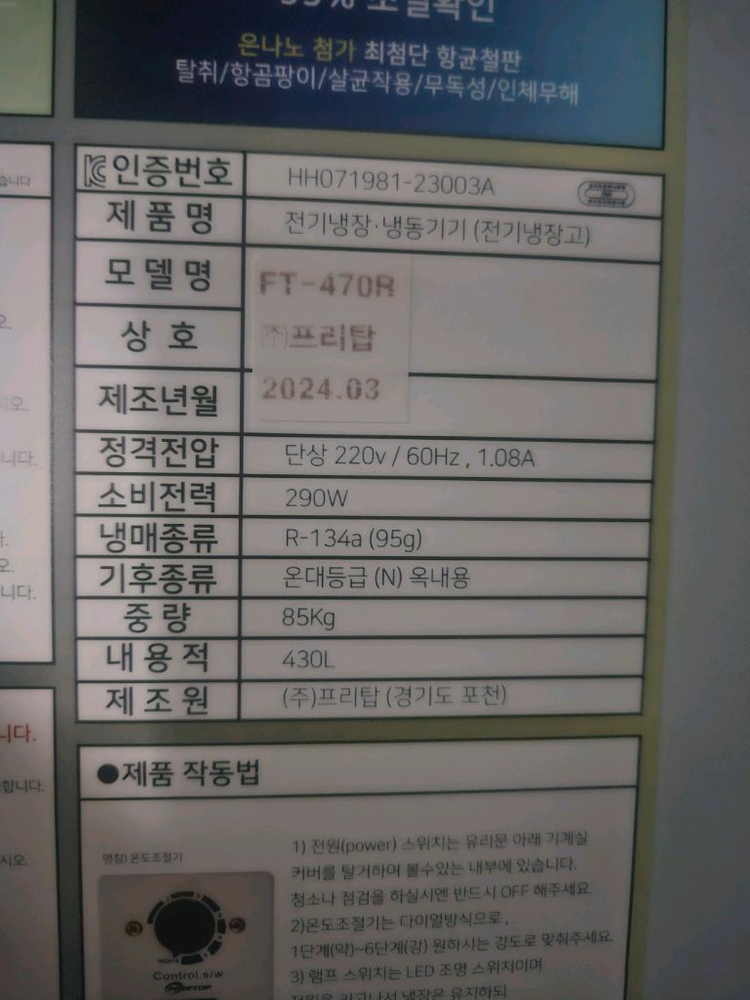 은나노 첨가 최첨단 항균철판
탈취/항곰팡이/살균작용/무독성/인체무해
인증번호 HH071981-23003A
제 품 명 전기냉장·냉동기기 (전기냉장고)
모 델 명 FT-470R
상 호 (주)프리탑
제조년월 2024.03
정격전압 단상 220v / 60Hz , 1.08A
소비전력 290W
냉매종류 R-134a (95g)
기후종류 온대등급 (N) 옥내용
중 량 85Kg
내 용 적 430L
제 조 원 (주)프리탑 (경기도 포천)
니다.
●제품 작동법
명칭) 온도조절기
Control.s/w
1) 전원(power) 스위치는 유리문 아래 기계실
커버를 탈거하며 볼수있는 내부에 있습니다.
청소나 점검을 하실시엔 반드시 OFF 해주세요.
2)온도조절기는 다이얼방식으로 ,
1단계(약)~6단계(강) 원하시는 강도로 맞춰주세요.
3) 램프 스위치는 LED 조명 스위치이며